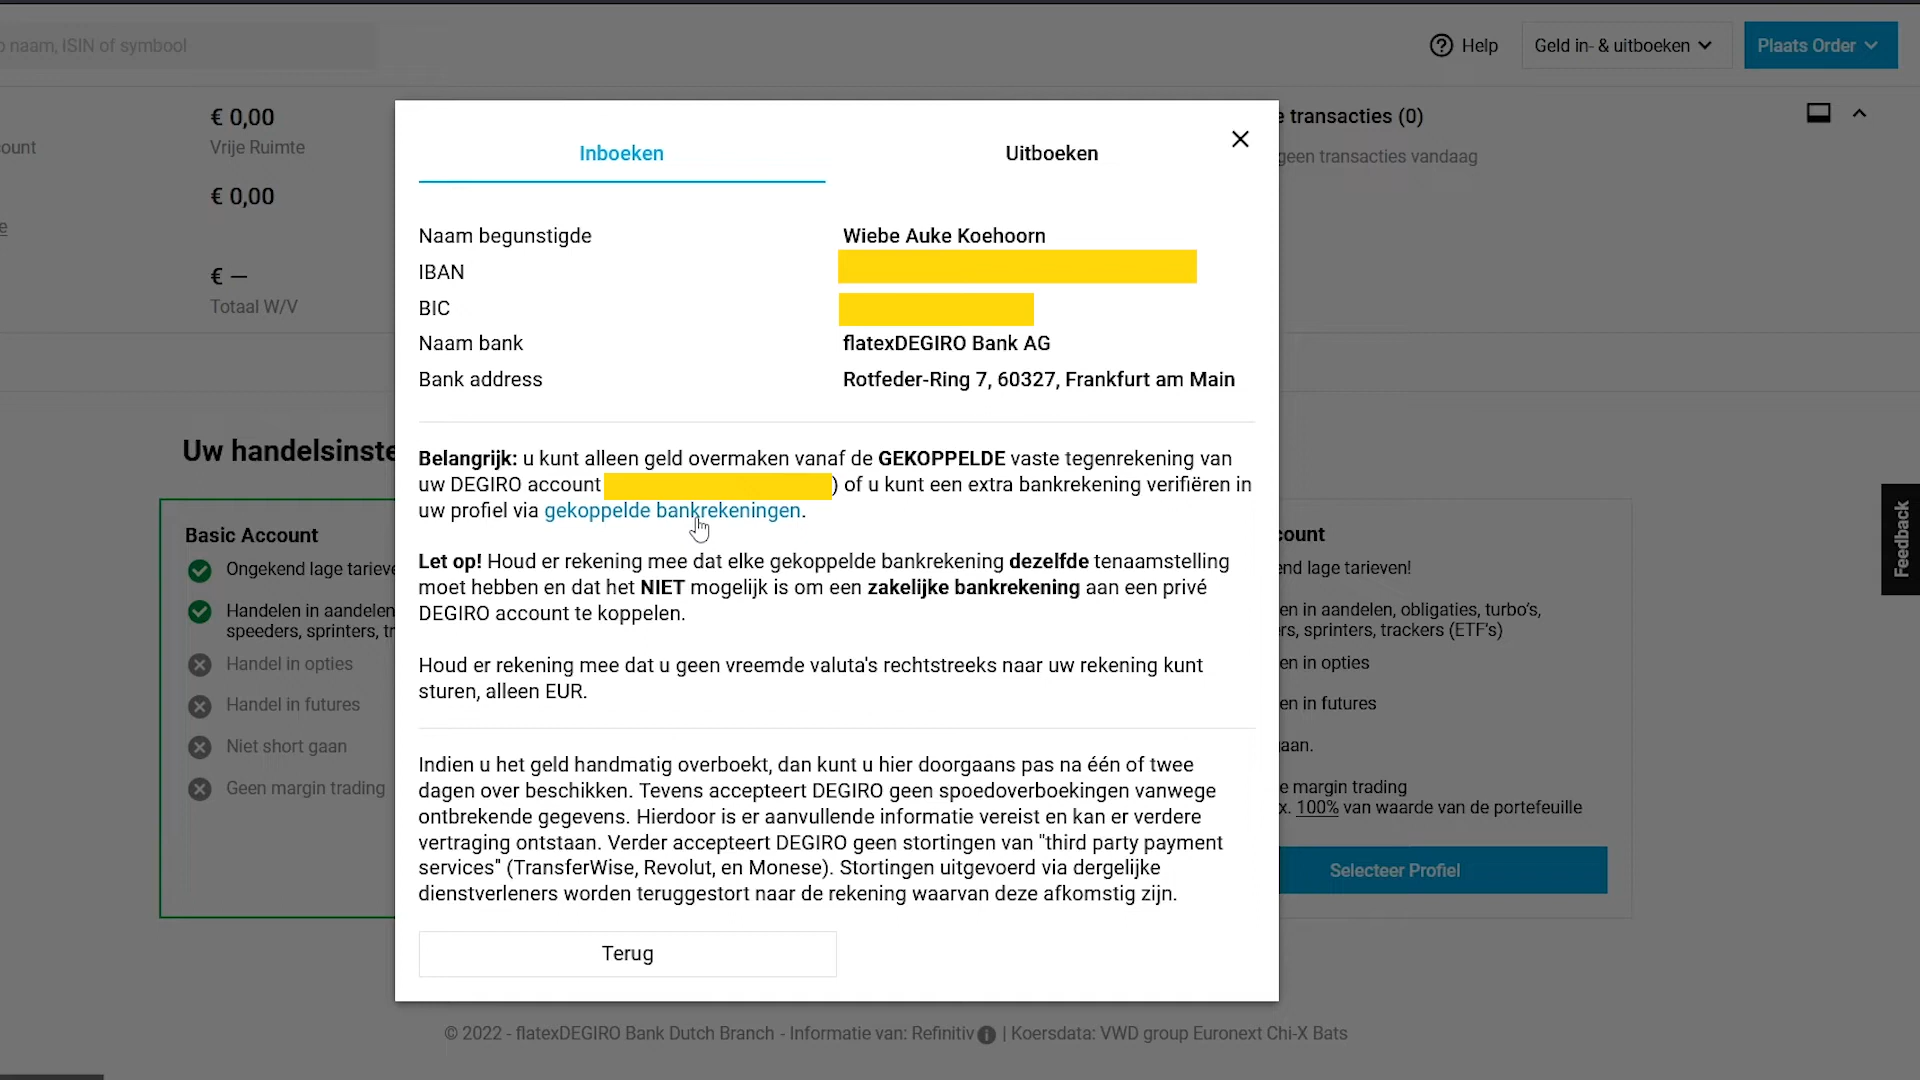 naam, ISIN of symbool
Help
Geld in- & uitboeken
Plaats Order
€ 0,00
Vrije Ruimte
€ 0,00
€ —
Totaal W/V
transacties (0)
geen transacties vandaag
Inboeken
Uitboeken
Naam begunstigde
Wiebe Auke Koehoorn
IBAN
BIC
Naam bank
flatexDEGIRO Bank AG
Bank address
Rotfeder-Ring 7, 60327, Frankfurt am Main
Belangrijk: u kunt alleen geld overmaken vanaf de GEKOPPELDE vaste tegenrekening van
uw DEGIRO account ) of u kunt een extra bankrekening verifiëren in
uw profiel via gekoppelde bankrekeningen.
Let op! Houd er rekening mee dat elke gekoppelde bankrekening dezelfde tenaamstelling
moet hebben en dat het NIET mogelijk is om een zakelijke bankrekening aan een privé
DEGIRO account te koppelen.
Houd er rekening mee dat u geen vreemde valuta's rechtstreeks naar uw rekening kunt
sturen, alleen EUR.
Indien u het geld handmatig overboekt, dan kunt u hier doorgaans pas na één of twee
dagen over beschikken. Tevens accepteert DEGIRO geen spoedoverboekingen vanwege
ontbrekende gegevens. Hierdoor is er aanvullende informatie vereist en kan er verdere
vertraging ontstaan. Verder accepteert DEGIRO geen stortingen van "third party payment
services" (TransferWise, Revolut, en Monese). Stortingen uitgevoerd via dergelijke
dienstverleners worden teruggestort naar de rekening waarvan deze afkomstig zijn.
Terug
Uw handelsinste
Basic Account
Ongekend lage tarieve
Handelen in aandelen
speeders, sprinters, tr
Handel in opties
Handel in futures
Niet short gaan
Geen margin trading
count
end lage tarieven!
en in aandelen, obligaties, turbo's,
rs, sprinters, trackers (ETF's)
en in opties
en in futures
aan.
e margin trading
x. 100% van waarde van de portefeuille
Selecteer Profiel
Feedback
© 2022 - flatexDEGIRO Bank Dutch Branch - Informatie van: Refinitiv | Koersdata: VWD group Euronext Chi-X Bats